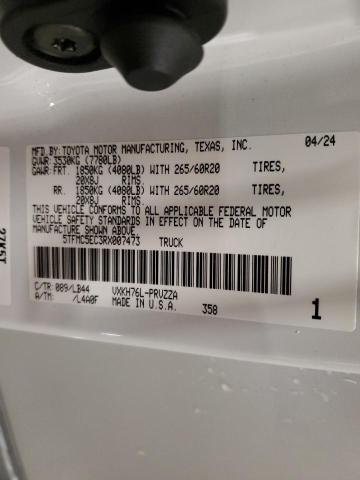 MFD. BY: TOYOTA MOTOR MANUFACTURING, TEXAS, INC. 04/24
GVWR: 3530KG (7780LB)
GAWR: FRT. 1850KG (4080LB) WITH 265/60R20 TIRES,
20X8J RIMS.
RR. 1850KG (4080LB) WITH 265/60R20 TIRES,
20X8J RIMS.
THIS VEHICLE CONFORMS TO ALL APPLICABLE FEDERAL MOTOR
VEHICLE SAFETY STANDARDS IN EFFECT ON THE DATE OF
MANUFACTURE SHOWN ABOVE.
5TFMC5EC3RX007473 TRUCK
C/TR: 089/LB44 VXKH76L-PRVZZA
A/TM: /L4A0F MADE IN U.S.A. 358 1